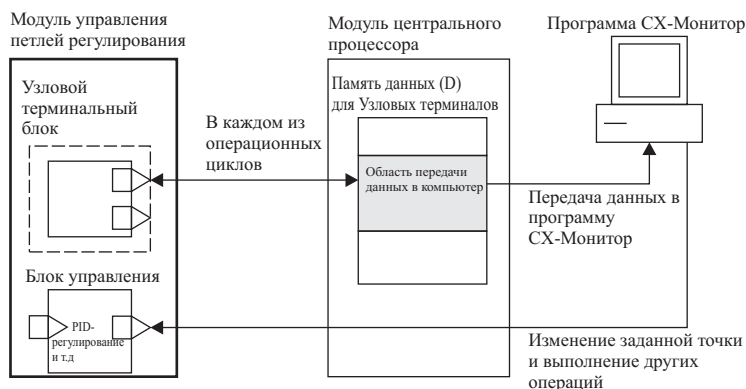 Модуль управления
петлей регулирования
Модуль центрального
процессора
Программа CX-Монитор
Узловой
терминальный
блок
В каждом из
операционных
циклов
Память данных (D)
для Узловых терминалов
Область передачи
данных в компьютер
Передача данных в
программу
CX-Монитор
Блок управления
PID-
регулирование
и т.д
Изменение заданной точки
и выполнение других
операций